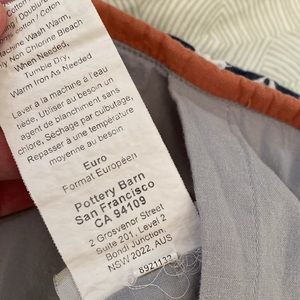 Cotton
Machine Wash Warm,
Only Non Chlorine Bleach
When Needed,
Tumble Dry,
Warm Iron As Needed
Laver à la machine à l'eau
tiède, Utiliser au besoin un
agent de blanchiment sans
chlore, Séchage par culbutage,
Repasser à une température
moyenne au besoin
Euro
Format Européen
Pottery Barn
San Francisco
CA 94109
2 Grosvenor Street
Suite 201, Level 2
Bondi Junction,
NSW 2022, AUS
8921132